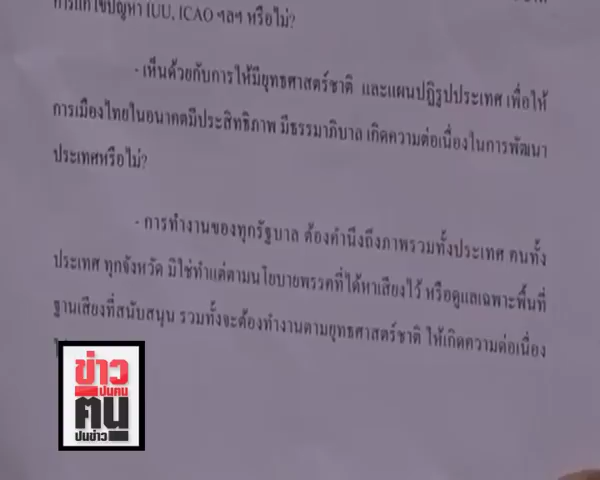 การแก้ไขปัญหา IUU, ICAO ฯลฯ หรือไม่?
- เห็นด้วยกับการให้มียุทธศาสตร์ชาติ และแผนปฏิรูปประเทศ เพื่อให้
การเมืองไทยในอนาคตมีประสิทธิภาพ มีธรรมาภิบาล เกิดความต่อเนื่องในการพัฒนา
ประเทศหรือไม่?
- การทำงานของทุกรัฐบาล ต้องคำนึงถึงภาพรวมทั้งประเทศ คนทั้ง
ประเทศ ทุกจังหวัด มิใช่ทำแต่ตามนโยบายพรรคที่ได้หาเสียงไว้ หรือดูแลเฉพาะพื้นที่
ฐานเสียงที่สนับสนุน รวมทั้งจะต้องทำงานตามยุทธศาสตร์ชาติ ให้เกิดความต่อเนื่อง
ข่าว
ปนคน
คน
ปนข่าว